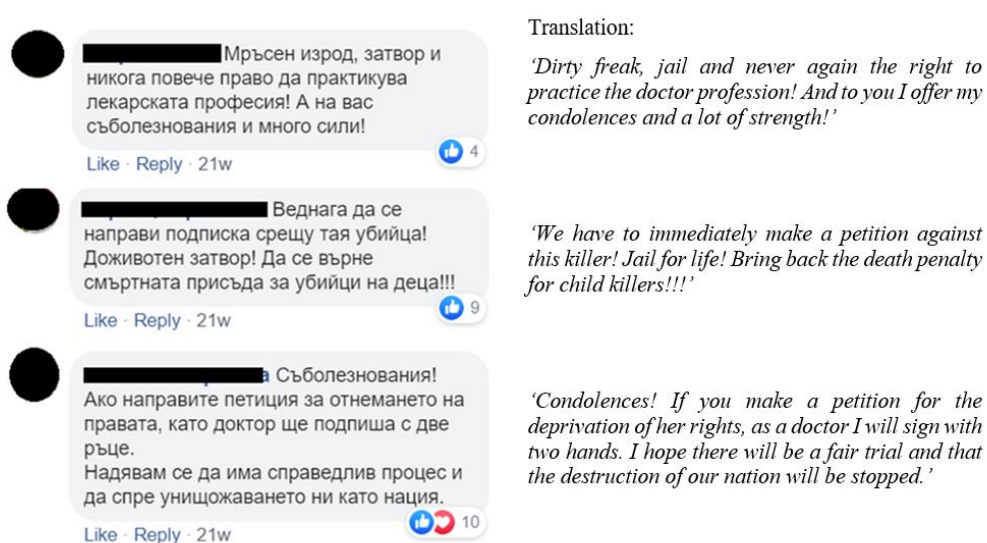 Translation:
Мръсен изрод, затвор и
никога повече право да практикува
лекарската професия! А на вас
съболезнования и много сили!
4
Like · Reply · 21w
‘Dirty freak, jail and never again the right to
practice the doctor profession! And to you I offer my
condolences and a lot of strength!’
Веднага да се
направи подписка срещу тая убийца!
Доживотен затвор! Да се върне
смъртната присъда за убийци на деца!!!
9
Like · Reply · 21w
‘We have to immediately make a petition against
this killer! Jail for life! Bring back the death penalty
for child killers!!!’
а Съболезнования!
Ако направите петиция за отнемането на
правата, като доктор ще подпиша с две
ръце.
Надявам се да има справедлив процес и
да спре унищожаването ни като нация.
10
Like · Reply · 21w
‘Condolences! If you make a petition for the
deprivation of her rights, as a doctor I will sign with
two hands. I hope there will be a fair trial and that
the destruction of our nation will be stopped.’